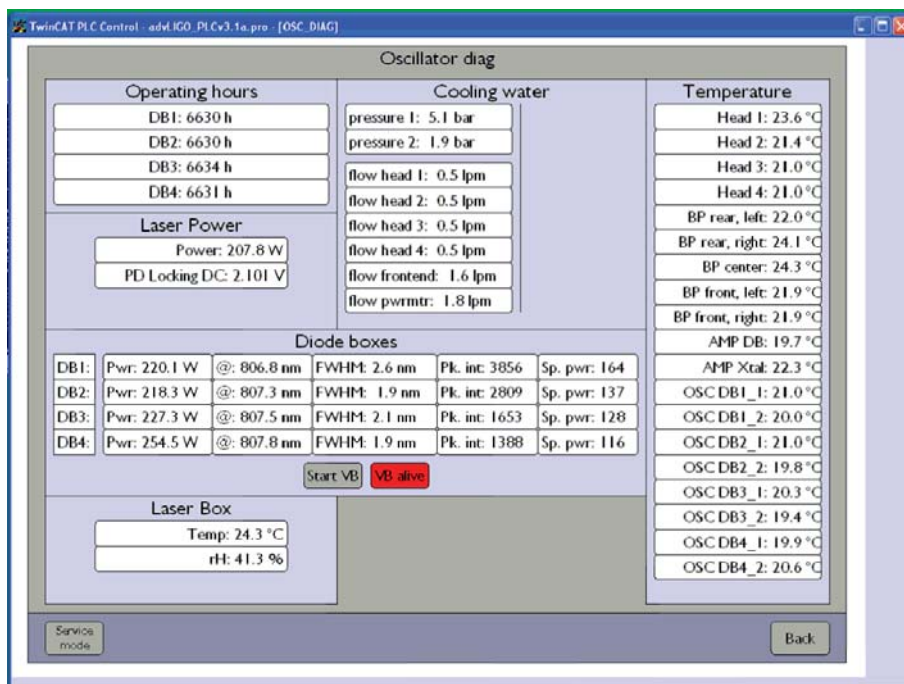 TwinCAT PLC Control - advLIGO_PLCv3.1a.pro - [OSC_DIAG]
Oscillator diag
Operating hours
DB1: 6630 h
DB2: 6630 h
DB3: 6634 h
DB4: 6631 h
Laser Power
Power: 207.8 W
PD Locking DC: 2.101 V
Cooling water
pressure 1: 5.1 bar
pressure 2: 1.9 bar
flow head 1: 0.5 lpm
flow head 2: 0.5 lpm
flow head 3: 0.5 lpm
flow head 4: 0.5 lpm
flow frontend: 1.6 lpm
flow pwrmtr: 1.8 lpm
Temperature
Head 1: 23.6 °C
Head 2: 21.4 °C
Head 3: 21.0 °C
Head 4: 21.0 °C
BP rear, left: 22.0 °C
BP rear, right: 24.1 °C
BP center: 24.3 °C
BP front, left: 21.9 °C
BP front, right: 21.9 °C
AMP DB: 19.7 °C
AMP Xtal: 22.3 °C
OSC DB1_1: 21.0 °C
OSC DB1_2: 20.0 °C
OSC DB2_1: 21.0 °C
OSC DB2_2: 19.8 °C
OSC DB3_1: 20.3 °C
OSC DB3_2: 19.4 °C
OSC DB4_1: 19.9 °C
OSC DB4_2: 20.6 °C
Diode boxes
DB1: Pwr: 220.1 W @: 806.8 nm FWHM: 2.6 nm Pk. int: 3856 Sp. pwr: 164
DB2: Pwr: 218.3 W @: 807.3 nm FWHM: 1.9 nm Pk. int: 2809 Sp. pwr: 137
DB3: Pwr: 227.3 W @: 807.5 nm FWHM: 2.1 nm Pk. int: 1653 Sp. pwr: 128
DB4: Pwr: 254.5 W @: 807.8 nm FWHM: 1.9 nm Pk. int: 1388 Sp. pwr: 116
Start VB VB alive
Laser Box
Temp: 24.3 °C
rH: 41.3 %
Service
mode
Back